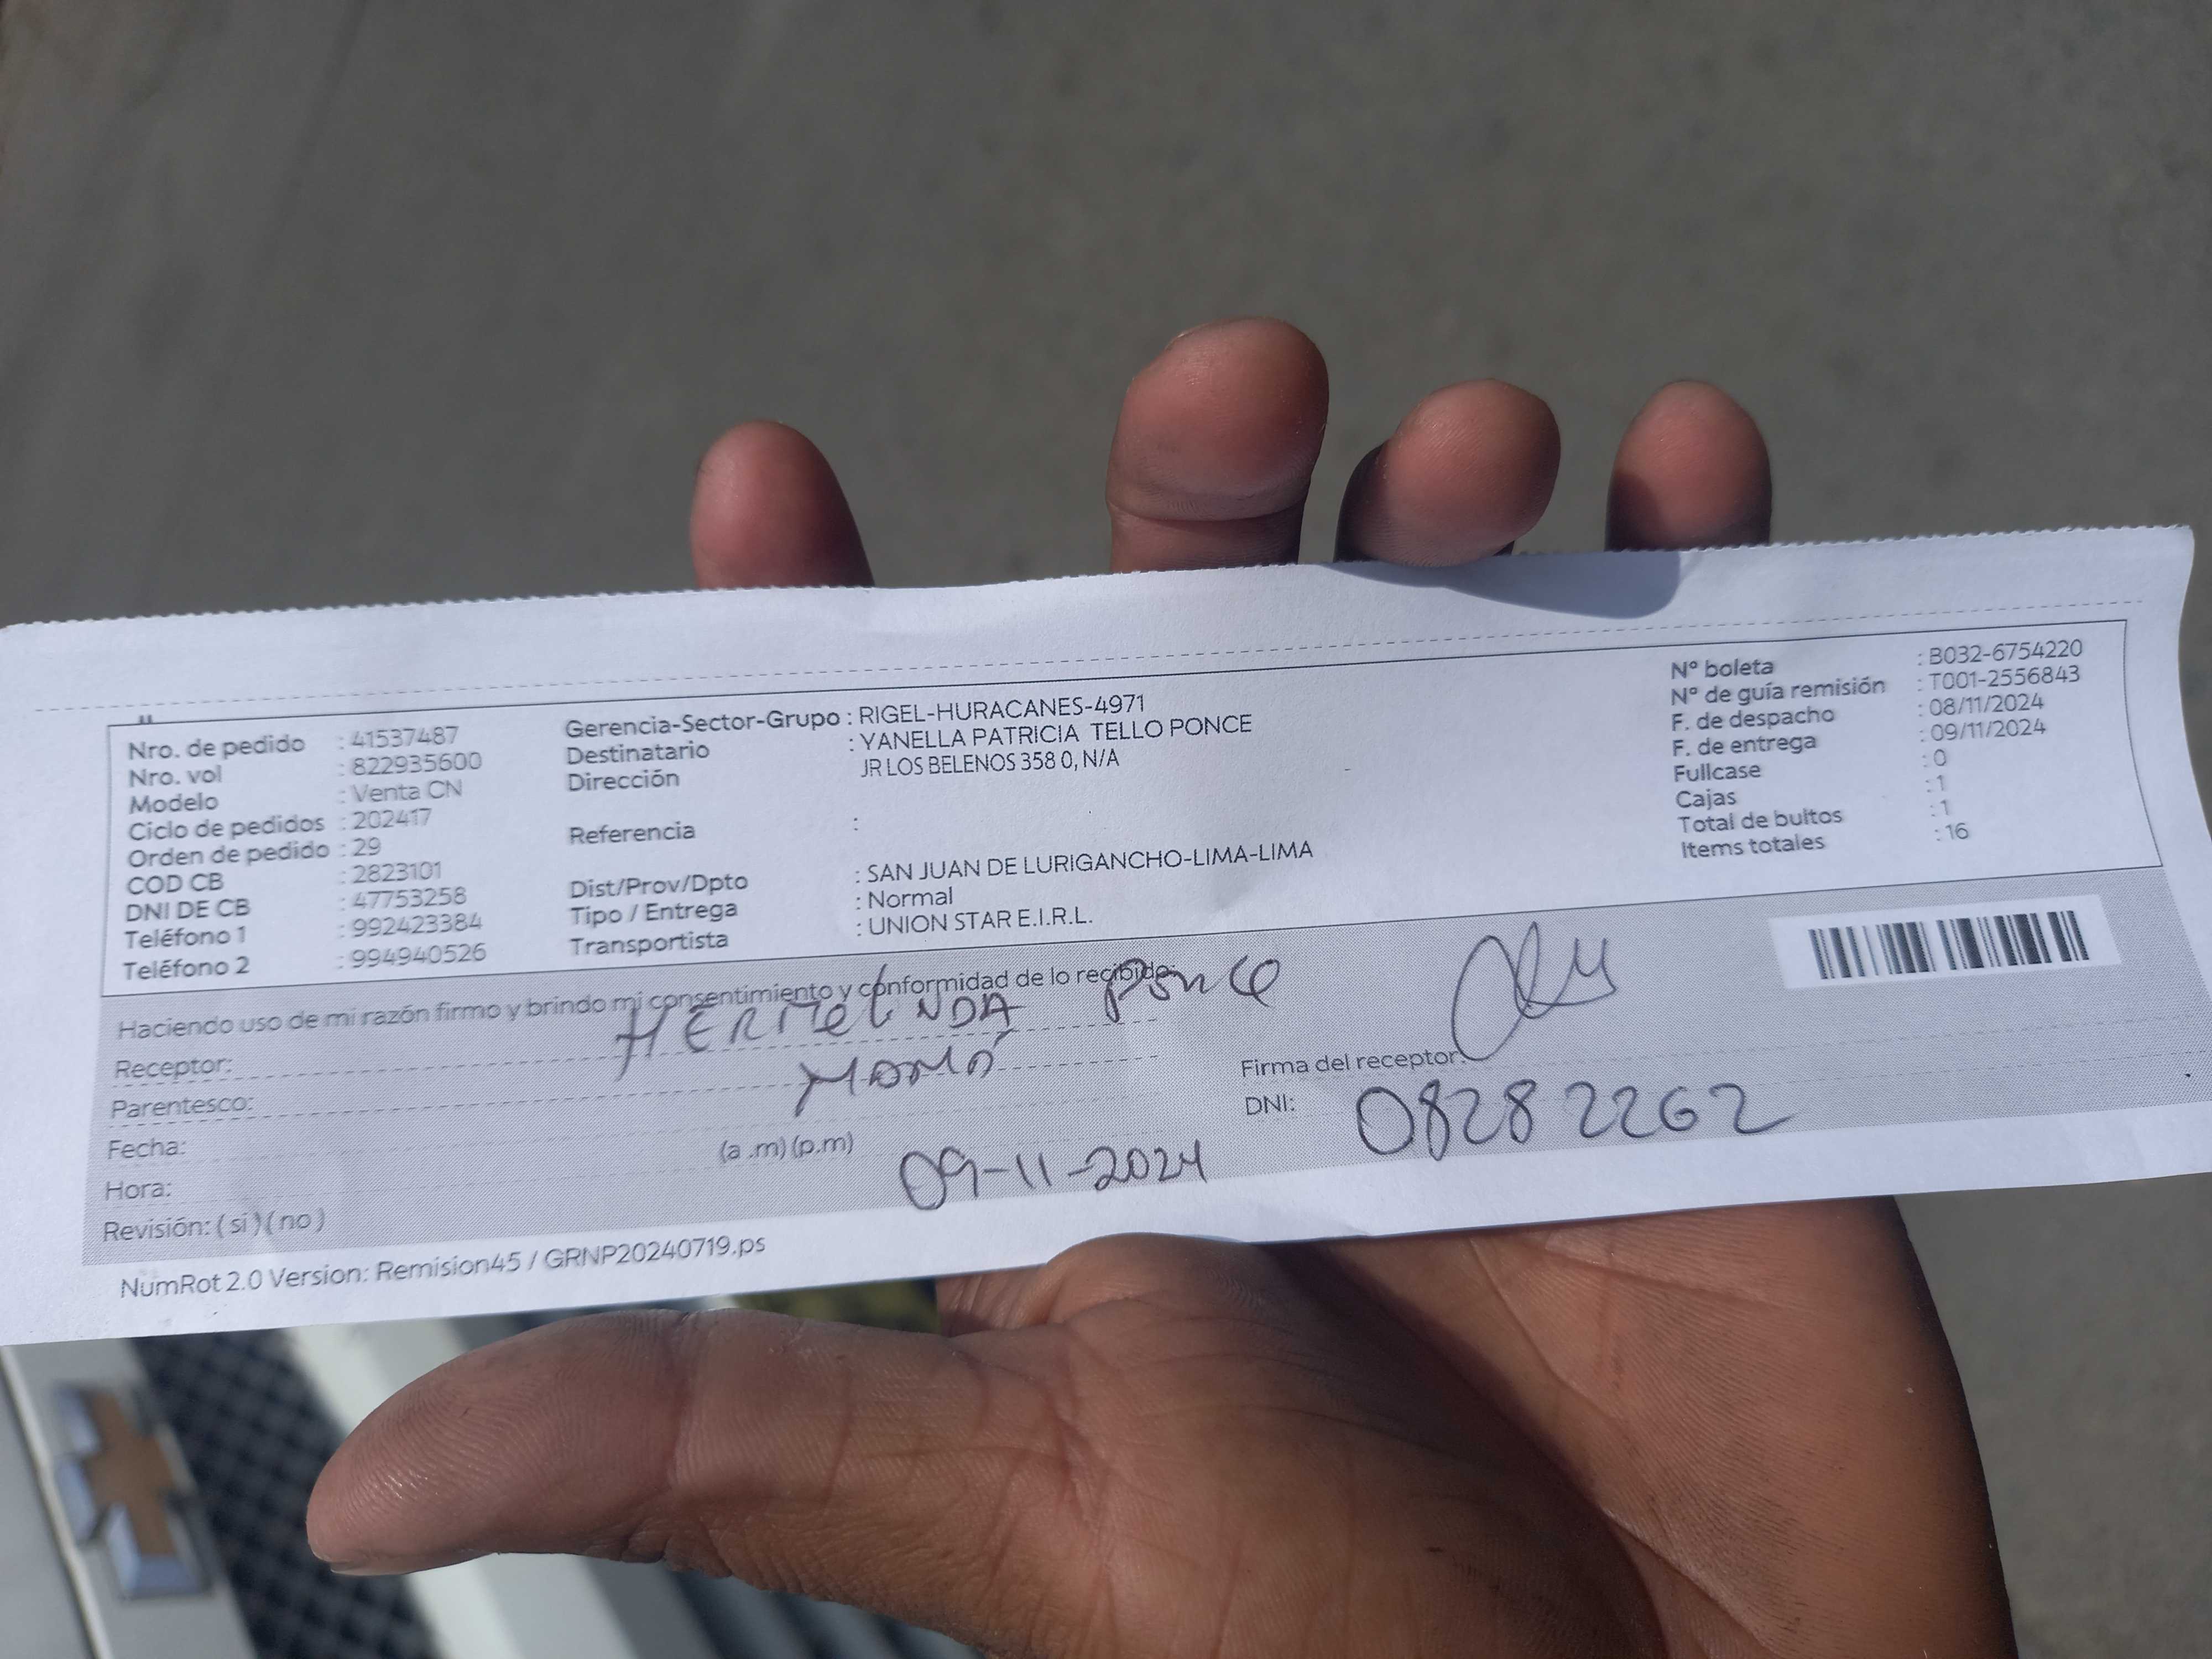 Nro. de pedido : 41537487
Nro. vol : 822935600
Modelo : Venta CN
Ciclo de pedidos : 202417
Orden de pedido : 29
COD CB : 2823101
DNI DE CB : 47753258
Teléfono 1 : 992423384
Teléfono 2 : 994940526
Gerencia-Sector-Grupo : RIGEL-HURACANES-4971
Destinatario : YANELLA PATRICIA TELLO PONCE
Dirección JR LOS BELENOS 358 0, N/A
Referencia :
Dist/Prov/Dpto : SAN JUAN DE LURIGANCHO-LIMA-LIMA
Tipo / Entrega : Normal
Transportista : UNION STAR E.I.R.L.
N° boleta : B032-6754220
N° de guía remisión : T001-2556843
F. de despacho : 08/11/2024
F. de entrega : 09/11/2024
Fullcase : 0
Cajas : 1
Total de bultos : 1
Items totales : 16
Haciendo uso de mi razón firmo y brindo mi consentimiento y conformidad de lo recibido:
Receptor: HERMELINDA PONCE
Parentesco: MAMÁ
Fecha:
(a .m) (p.m) 09-11-2024
Hora:
Revisión: ( si ) ( no )
Firma del receptor:
DNI: 08282262
NumRot 2.0 Version: Remision45 / GRNP20240719.ps